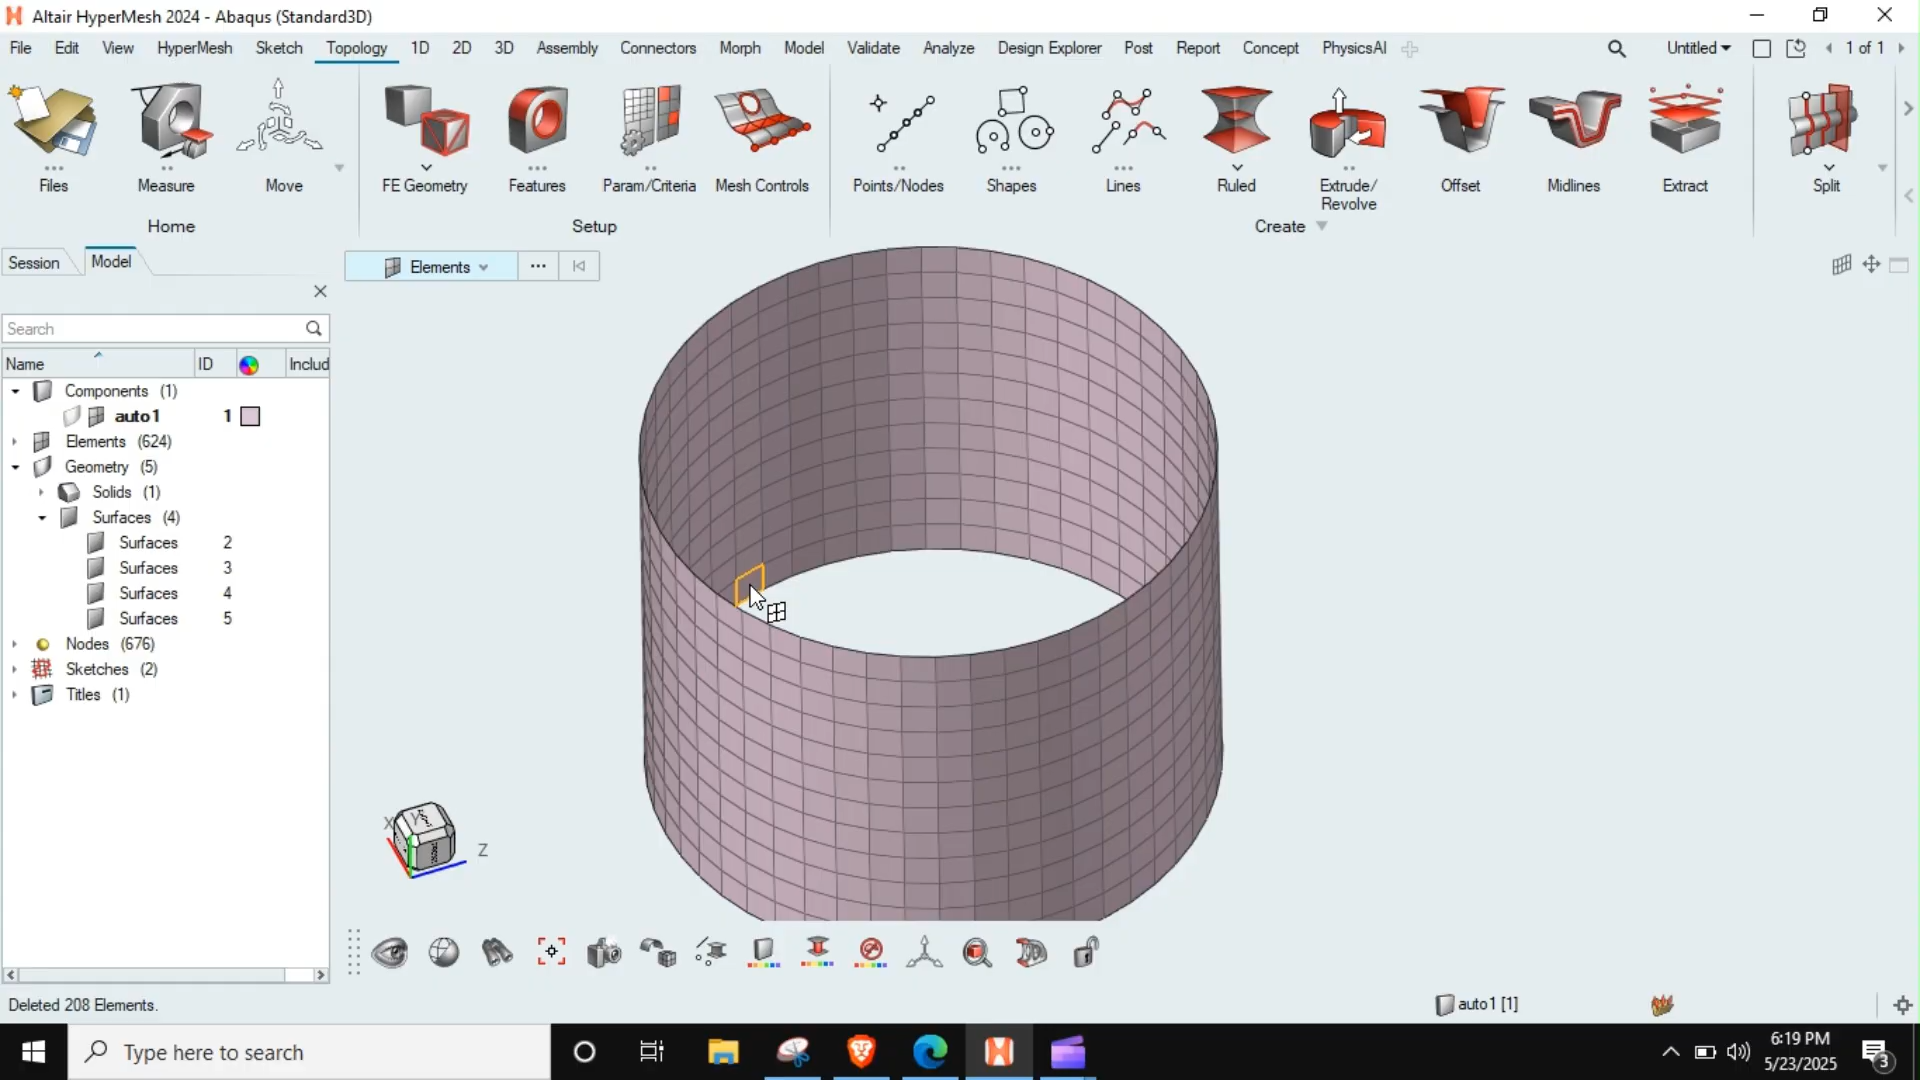 Altair HyperMesh 2024 - Abaqus (Standard3D)
File Edit View HyperMesh Sketch Topology 1D 2D 3D Assembly Connectors Morph Model Validate Analyze Design Explorer Post Report Concept PhysicsAI Untitled 1 of 1
Files Measure Move FE Geometry Features Param/Criteria Mesh Controls Points/Nodes Shapes Lines Ruled Extrude/ Offset Midlines Extract Split
Revolve
Home Setup Create
Session Model
Elements
Search
Name ID Includ
Components (1)
auto1 1
Elements (624)
Geometry (5)
Solids (1)
Surfaces (4)
Surfaces 2
Surfaces 3
Surfaces 4
Surfaces 5
Nodes (676)
Sketches (2)
Titles (1)
X
Z
Deleted 208 Elements.
auto1 [1]
Type here to search
6:19 PM
5/23/2025
3